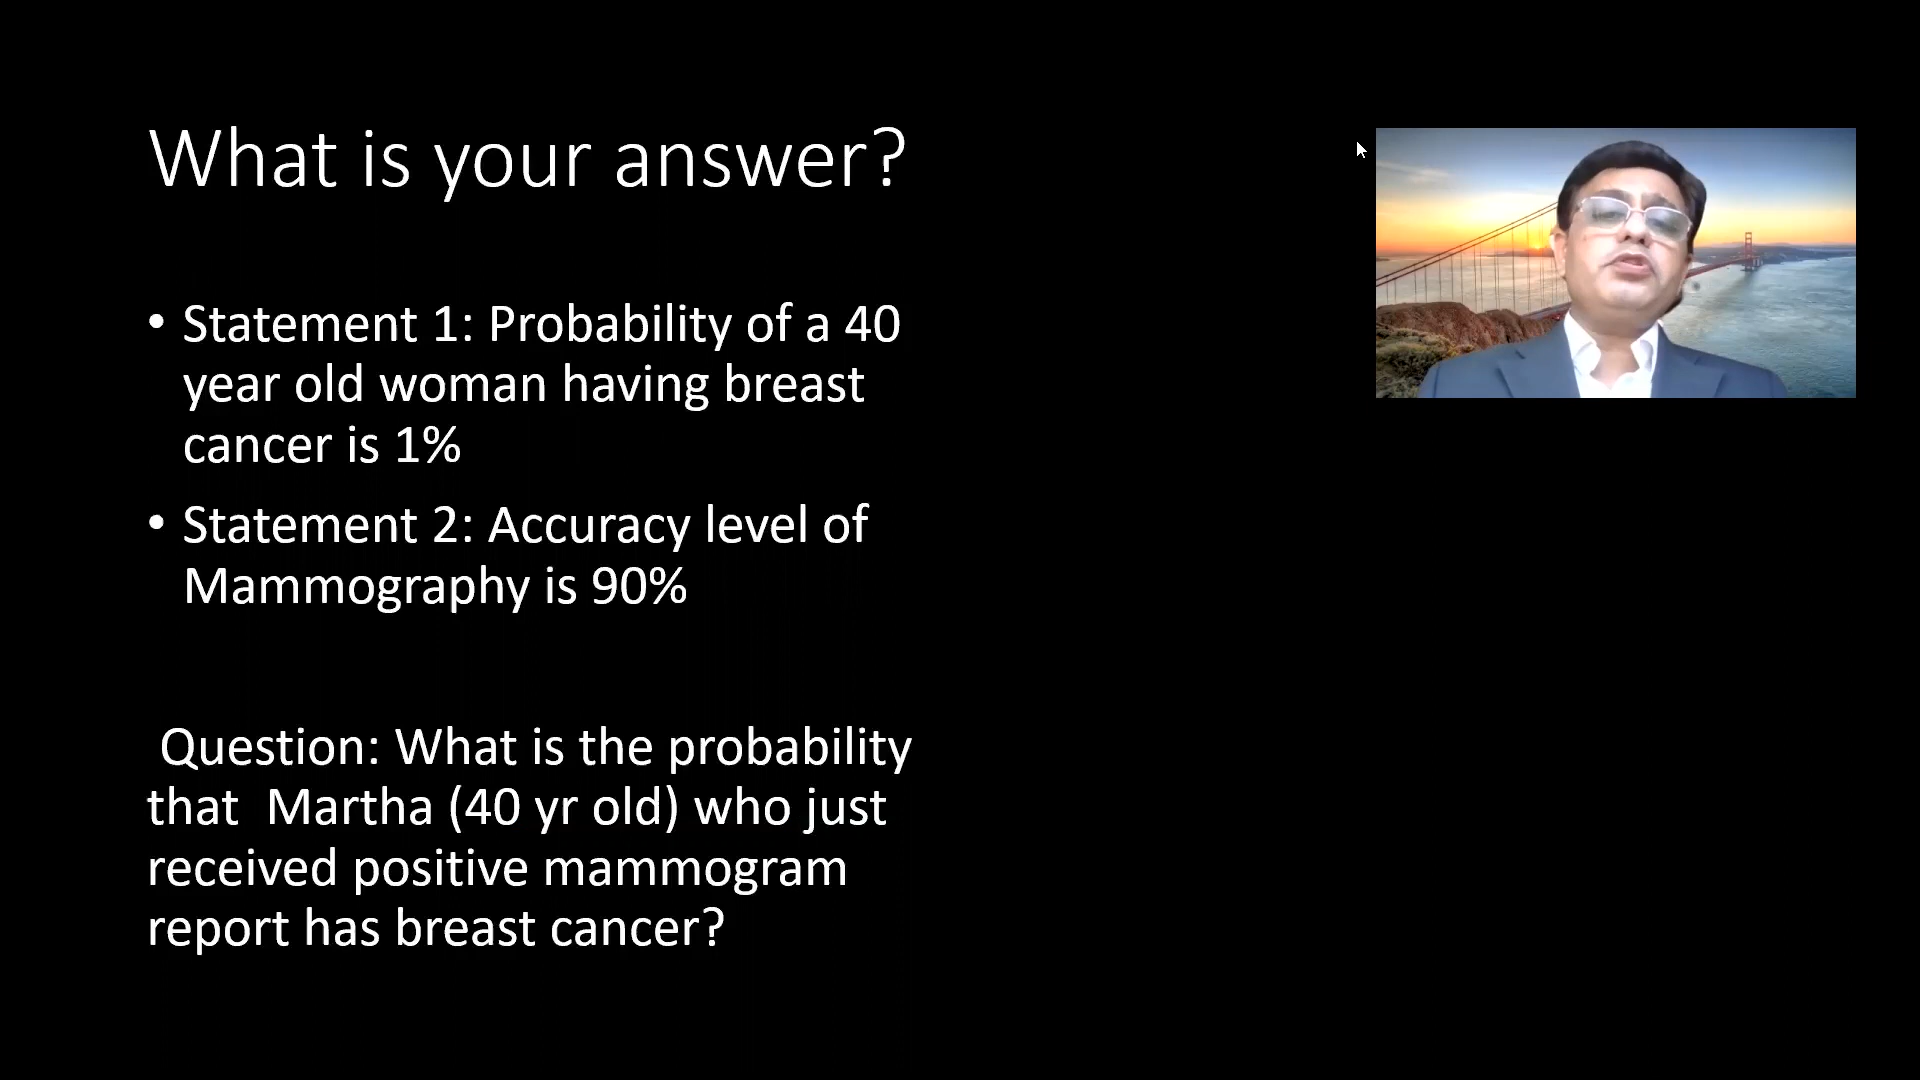 What is your answer?
• Statement 1: Probability of a 40
year old woman having breast
cancer is 1%
• Statement 2: Accuracy level of
Mammography is 90%
Question: What is the probability
that  Martha (40 yr old) who just
received positive mammogram
report has breast cancer?